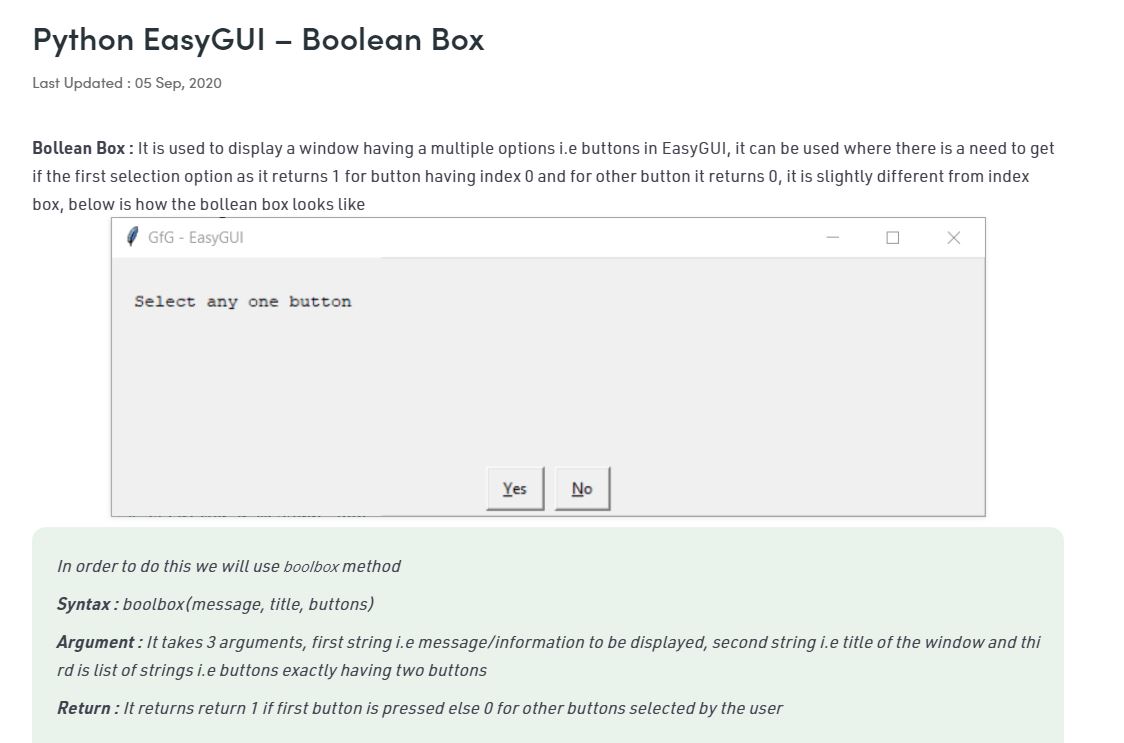 Python EasyGUI – Boolean Box
Last Updated : 05 Sep, 2020
Bollean Box : It is used to display a window having a multiple options i.e buttons in EasyGUI, it can be used where there is a need to get
if the first selection option as it returns 1 for button having index 0 and for other button it returns 0, it is slightly different from index
box, below is how the bollean box looks like
GfG - EasyGUI
Select any one button
Yes No
In order to do this we will use boolbox method
Syntax : boolbox(message, title, buttons)
Argument : It takes 3 arguments, first string i.e message/information to be displayed, second string i.e title of the window and thi
rd is list of strings i.e buttons exactly having two buttons
Return : It returns return 1 if first button is pressed else 0 for other buttons selected by the user